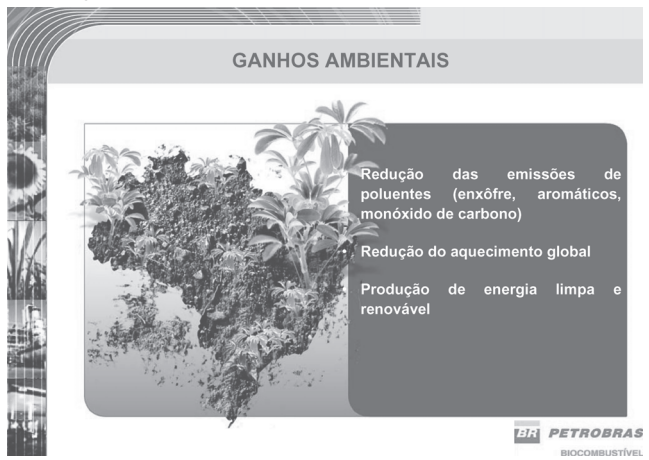 GANHOS AMBIENTAIS
Redução das emissões de
poluentes (enxôfre, aromáticos,
monóxido de carbono)
Redução do aquecimento global
Produção de energia limpa e
renovável
BR PETROBRAS
BIOCOMBUSTÍVEL